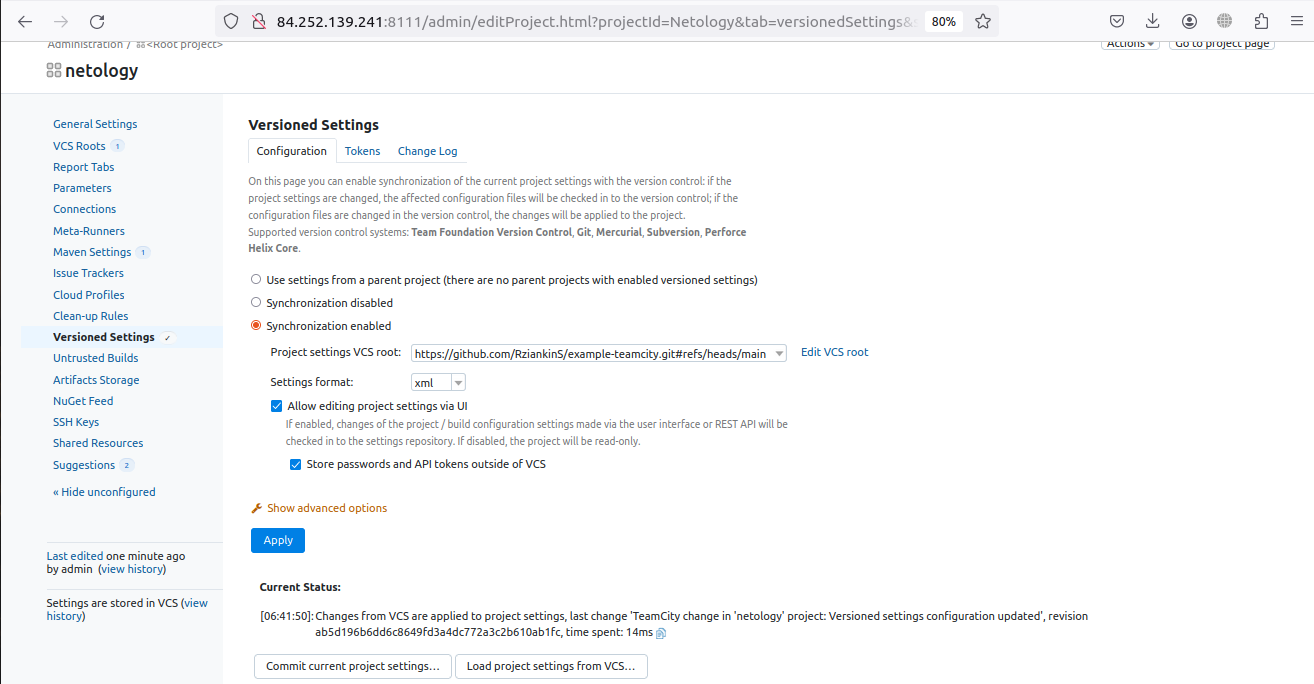 84.252.139.241:8111/admin/editProject.html?projectId=Netology&tab=versionedSettings&
80%
Administration / <Root project>
Actions
Go to project page
netology
General Settings
VCS Roots 1
Report Tabs
Parameters
Connections
Meta-Runners
Maven Settings 1
Issue Trackers
Cloud Profiles
Clean-up Rules
Versioned Settings ✓
Untrusted Builds
Artifacts Storage
NuGet Feed
SSH Keys
Shared Resources
Suggestions 2
« Hide unconfigured
Last edited one minute ago
by admin (view history)
Settings are stored in VCS (view
history)
Versioned Settings
Configuration
Tokens
Change Log
On this page you can enable synchronization of the current project settings with the version control: if the
project settings are changed, the affected configuration files will be checked in to the version control; if the
configuration files are changed in the version control, the changes will be applied to the project.
Supported version control systems: Team Foundation Version Control, Git, Mercurial, Subversion, Perforce
Helix Core.
Use settings from a parent project (there are no parent projects with enabled versioned settings)
Synchronization disabled
Synchronization enabled
Project settings VCS root: https://github.com/RziankinS/example-teamcity.git#refs/heads/main Edit VCS root
Settings format: xml
Allow editing project settings via UI
If enabled, changes of the project / build configuration settings made via the user interface or REST API will be
checked in to the settings repository. If disabled, the project will be read-only.
Store passwords and API tokens outside of VCS
Show advanced options
Apply
Current Status:
[06:41:50]: Changes from VCS are applied to project settings, last change 'TeamCity change in 'netology' project: Versioned settings configuration updated', revision
ab5d196b6dd6c8649fd3a4dc772a3c2b610ab1fc, time spent: 14ms
Commit current project settings...
Load project settings from VCS...